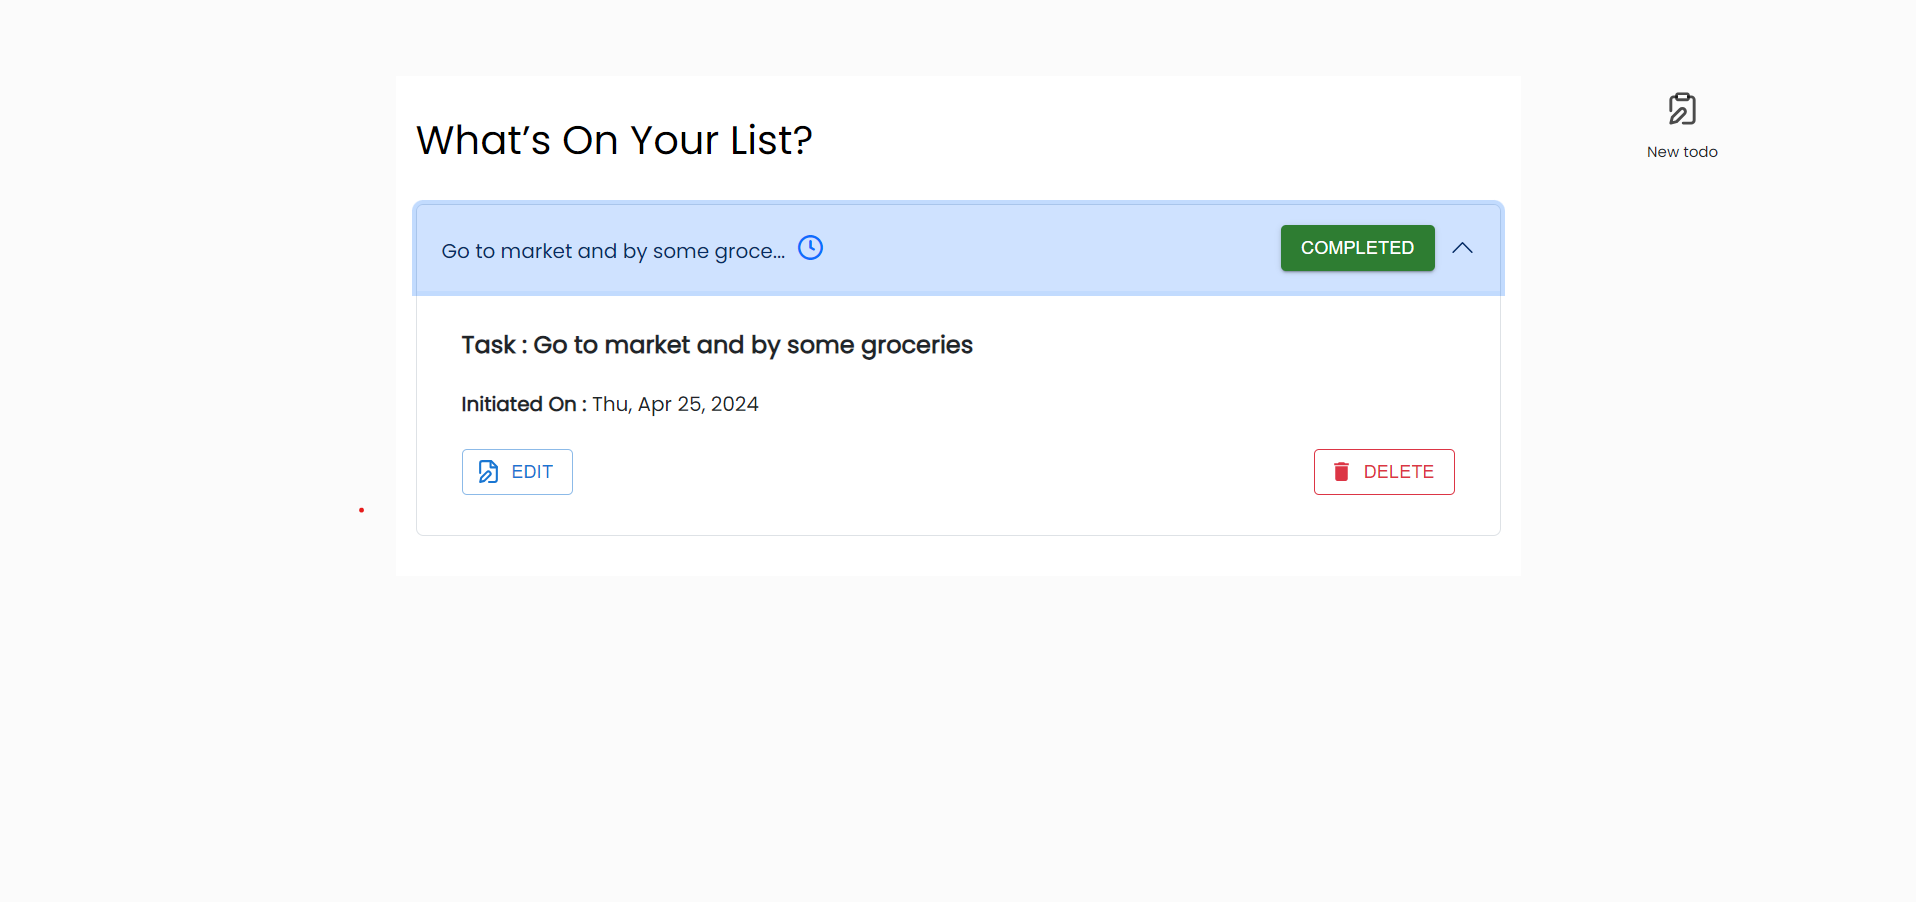 What's On Your List?
New todo
Go to market and by some groce...
COMPLETED
Task : Go to market and by some groceries
Initiated On : Thu, Apr 25, 2024
EDIT
DELETE